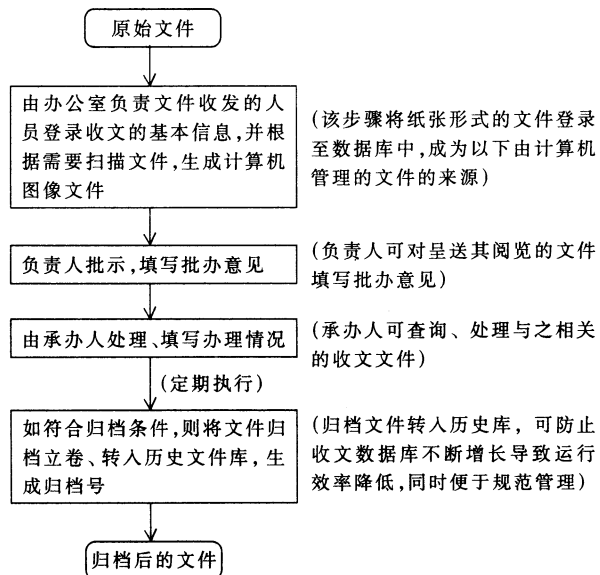 原始文件
由办公室负责文件收发的人
员登录收文的基本信息,并根
据需要扫描文件,生成计算机
图像文件
(该步骤将纸张形式的文件登录
至数据库中,成为以下由计算机
管理的文件的来源)
负责人批示,填写批办意见
(负责人可对呈送其阅览的文件
填写批办意见)
由承办人处理、填写办理情况
(承办人可查询、处理与之相关
的收文文件)
(定期执行)
如符合归档条件,则将文件归
档立卷、转入历史文件库,生
成归档号
(归档文件转入历史库,可防止
收文数据库不断增长导致运行
效率降低,同时便于规范管理)
归档后的文件